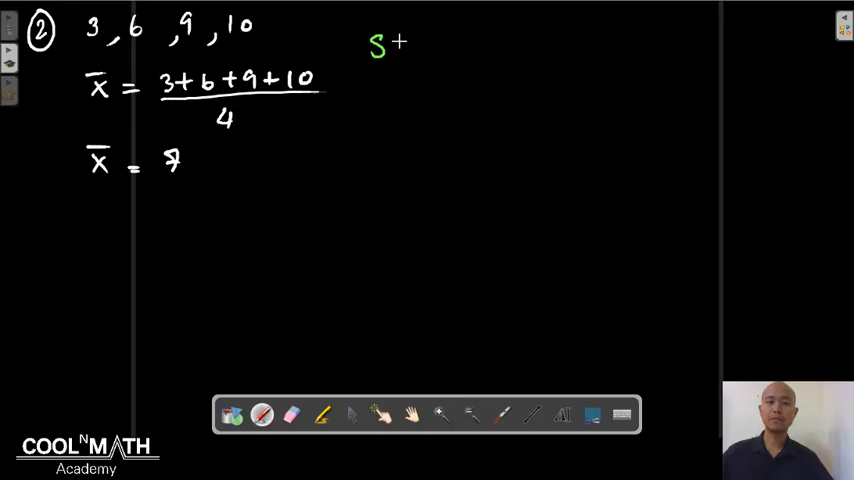 ② 3 , 6 , 9 , 10
S
x̄ = 3+6+9+10 / 4
x̄ = 7
COOL N MATH
Academy